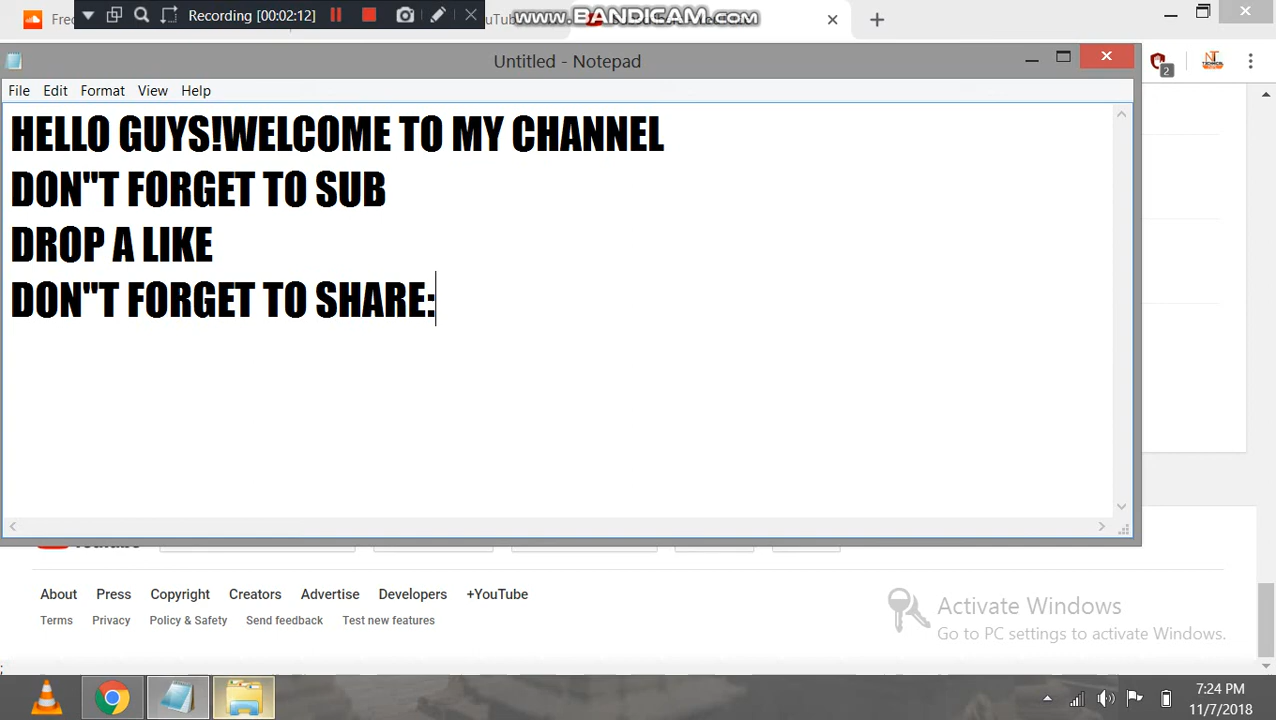 Recording [00:02:12]
www.BANDICAM.com
Untitled - Notepad
2
File Edit Format View Help
HELLO GUYS!WELCOME TO MY CHANNEL
DON"T FORGET TO SUB
DROP A LIKE
DON"T FORGET TO SHARE:
About Press Copyright Creators Advertise Developers +YouTube
Terms Privacy Policy & Safety Send feedback Test new features
Activate Windows
Go to PC settings to activate Windows.
7:24 PM
11/7/2018